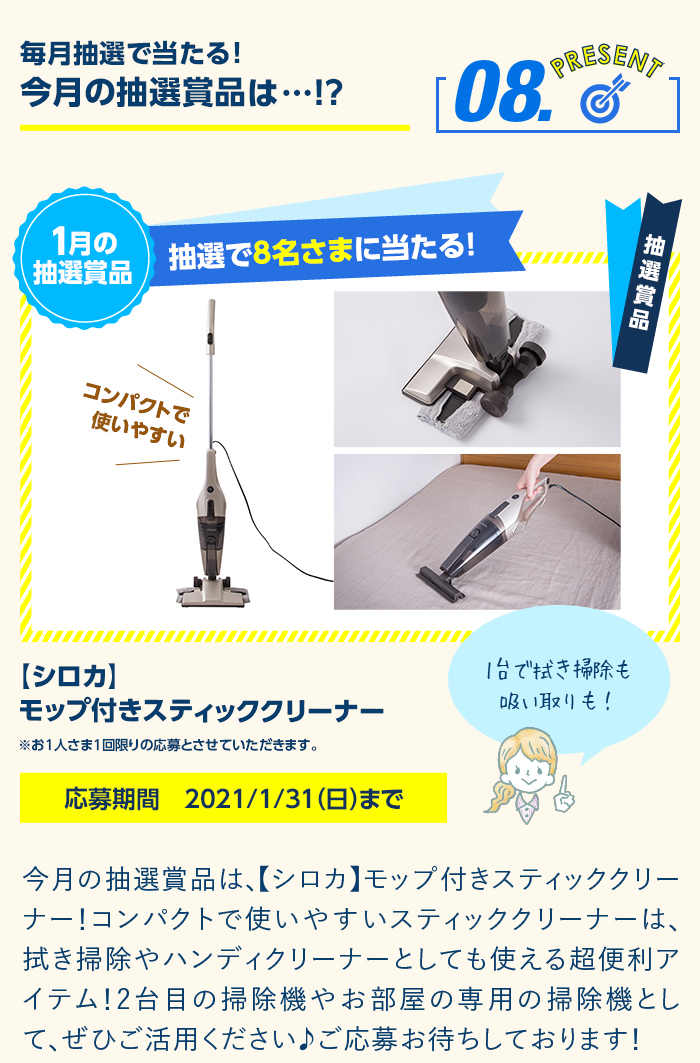 毎月抽選で当たる!
今月の抽選賞品は…!?
08.
PRESENT
1月の
抽選賞品
抽選で8名さまに当たる!
抽選賞品
コンパクトで
使いやすい
【シロカ】
モップ付きスティッククリーナー
※お1人さま1回限りの応募とさせていただきます。
1台で拭き掃除も
吸い取りも!
応募期間 2021/1/31(日)まで
今月の抽選賞品は、【シロカ】モップ付きスティッククリー
ナー!コンパクトで使いやすいスティッククリーナーは、
拭き掃除やハンディクリーナーとしても使える超便利ア
イテム!2台目の掃除機やお部屋の専用の掃除機とし
て、ぜひご活用ください♪ご応募お待ちしております!